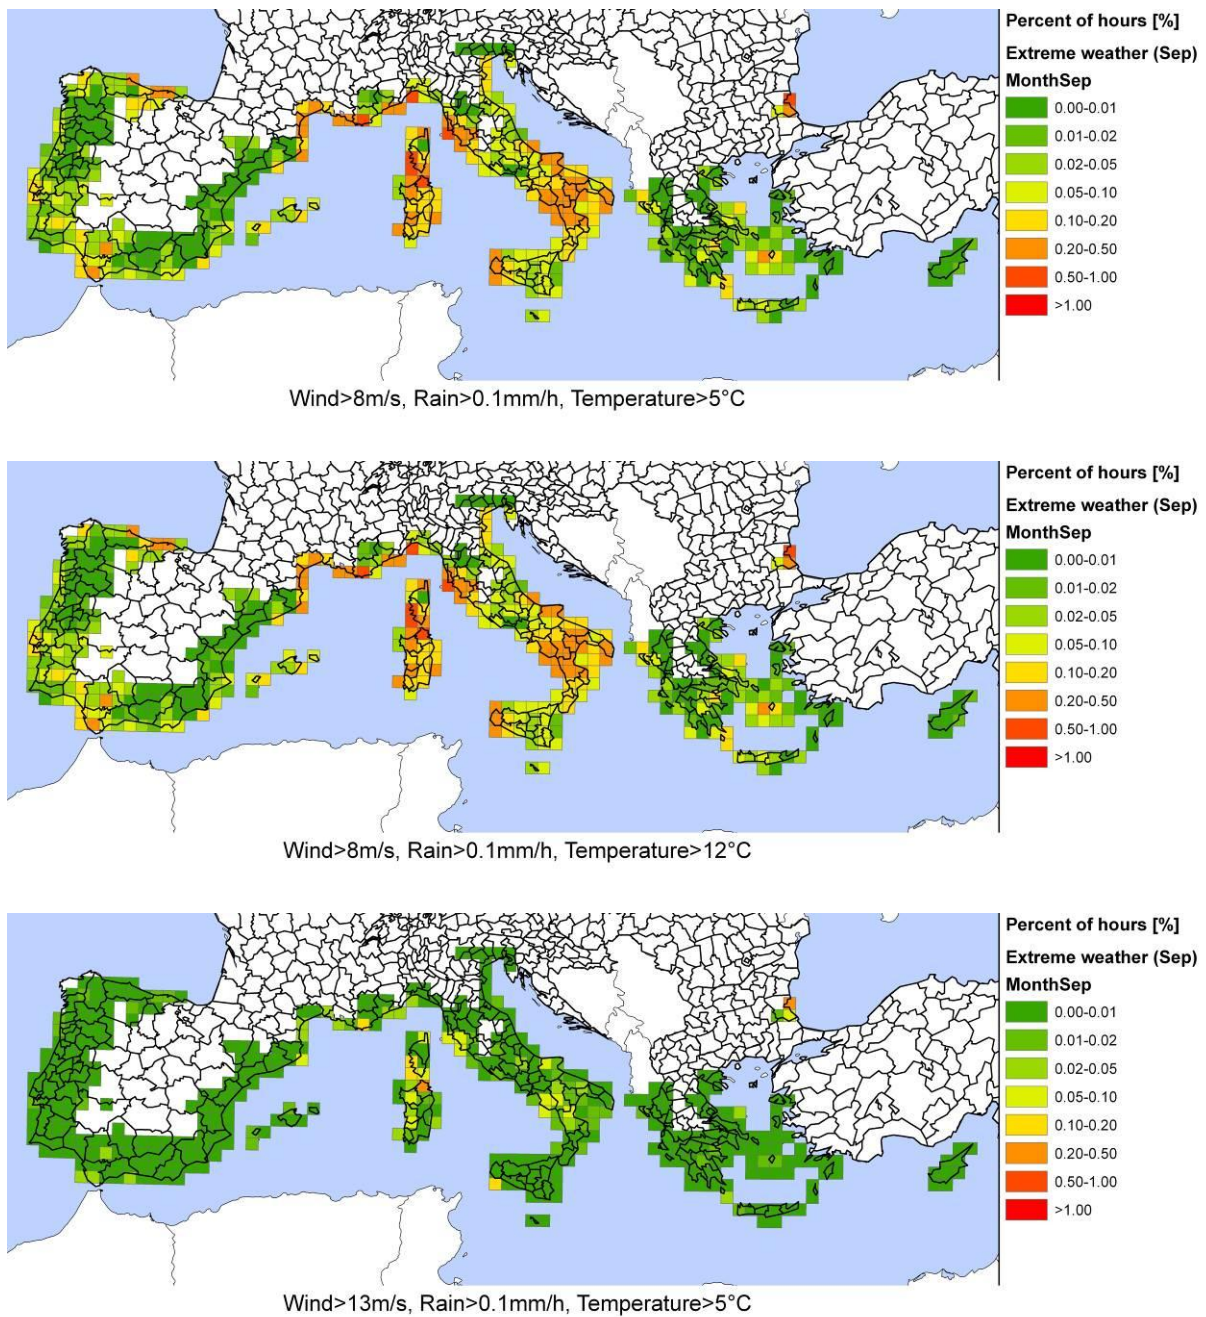 Percent of hours [%]
Extreme weather (Sep)
MonthSep
0.00-0.01
0.01-0.02
0.02-0.05
0.05-0.10
0.10-0.20
0.20-0.50
0.50-1.00
>1.00
Wind>8m/s, Rain>0.1mm/h, Temperature>5°C
Percent of hours [%]
Extreme weather (Sep)
MonthSep
0.00-0.01
0.01-0.02
0.02-0.05
0.05-0.10
0.10-0.20
0.20-0.50
0.50-1.00
>1.00
Wind>8m/s, Rain>0.1mm/h, Temperature>12°C
Percent of hours [%]
Extreme weather (Sep)
MonthSep
0.00-0.01
0.01-0.02
0.02-0.05
0.05-0.10
0.10-0.20
0.20-0.50
0.50-1.00
>1.00
Wind>13m/s, Rain>0.1mm/h, Temperature>5°C